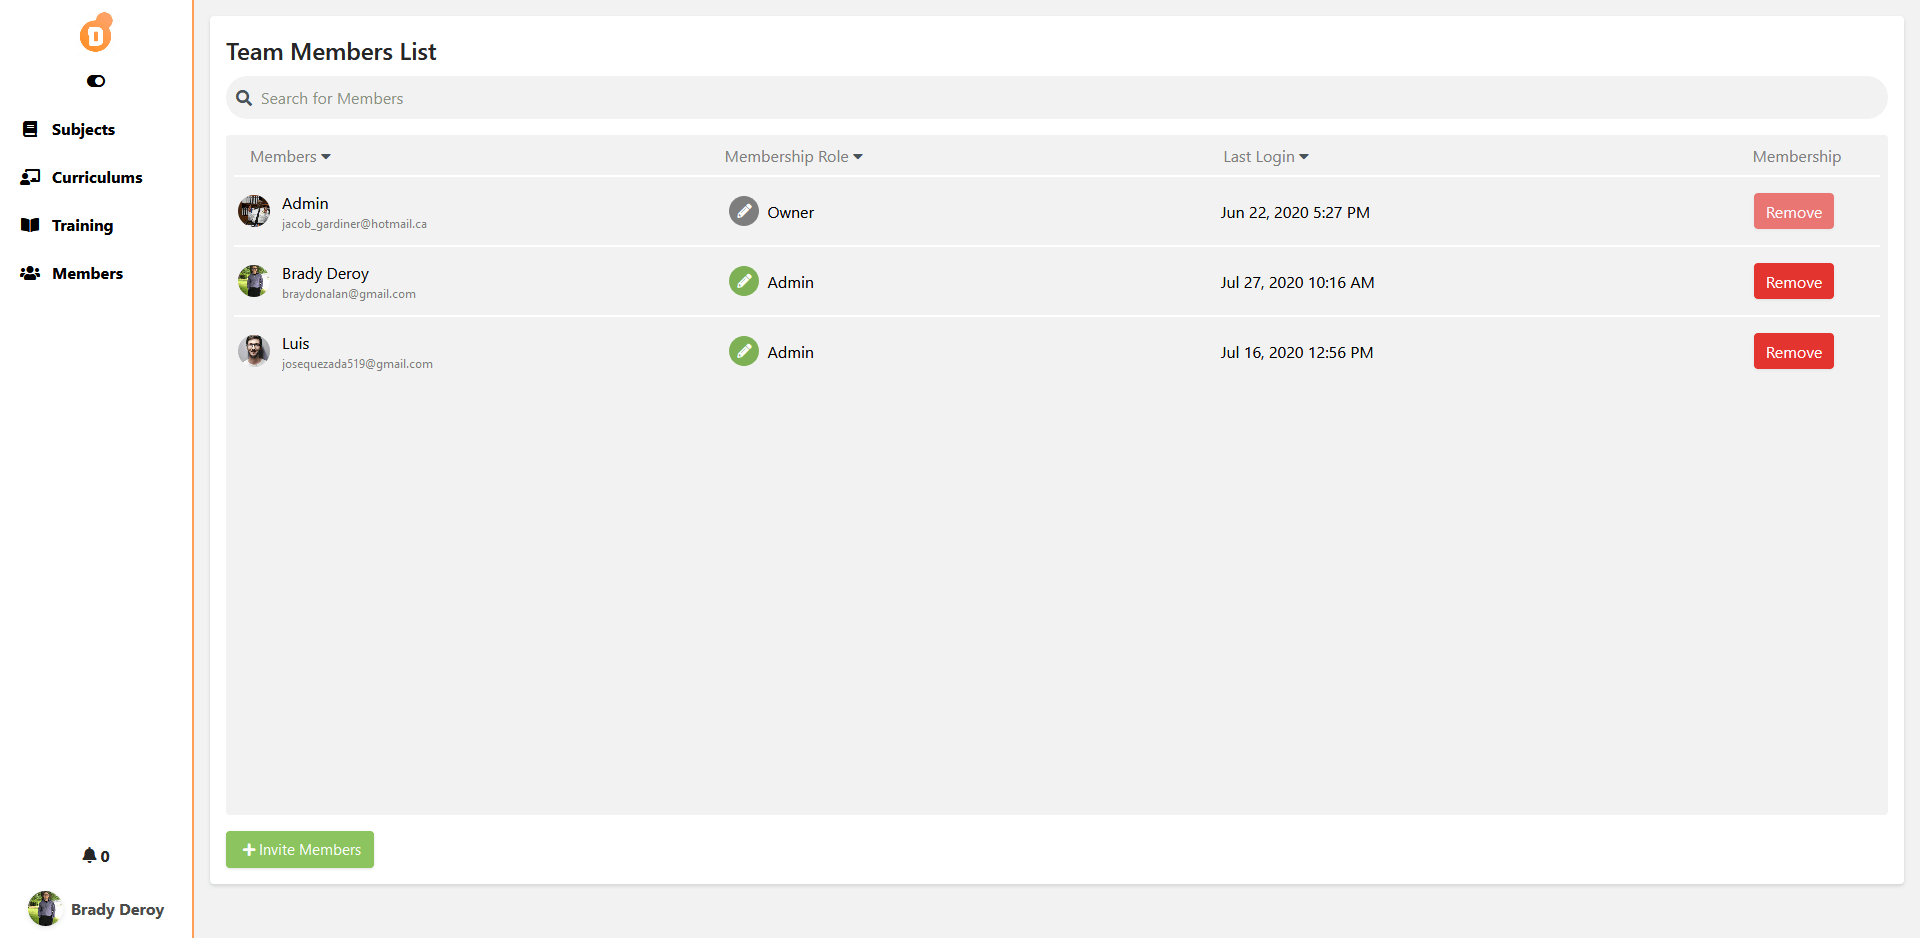 Subjects
Curriculums
Training
Members
0
Brady Deroy
Team Members List
Search for Members
Members Membership Role Last Login Membership
Admin
jacob_gardiner@hotmail.ca
Owner Jun 22, 2020 5:27 PM Remove
Brady Deroy
braydonalan@gmail.com
Admin Jul 27, 2020 10:16 AM Remove
Luis
josequezada519@gmail.com
Admin Jul 16, 2020 12:56 PM Remove
Invite Members